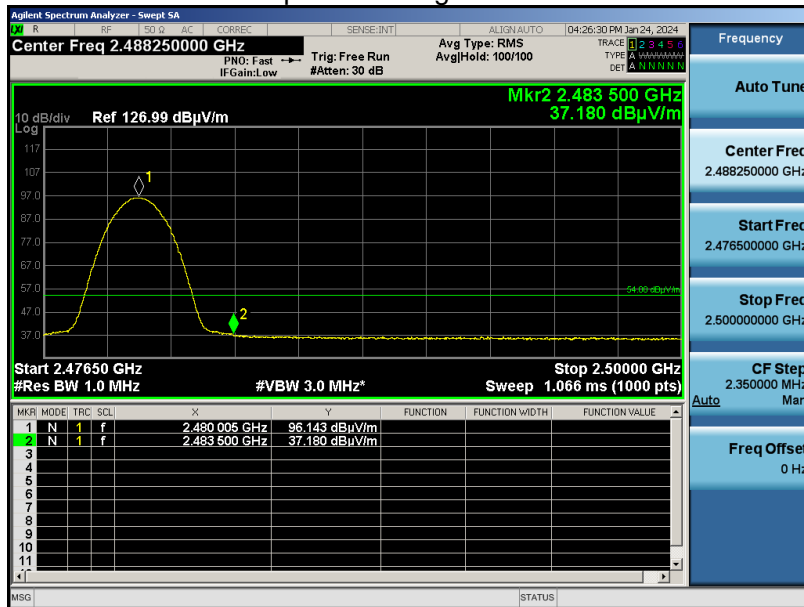 Agilent Spectrum Analyzer - Swept SA
R RF 50 Ω AC CORREC SENSE:INT ALIGN AUTO 04:26:30 PM Jan 24, 2024
Center Freq 2.488250000 GHz
PNO: Fast
IFGain:Low
Trig: Free Run
#Atten: 30 dB
Avg Type: RMS
Avg|Hold: 100/100
TRACE 1 2 3 4 5 6
TYPE A
DET A N N N N N
Mkr2 2.483 500 GHz
37.180 dBµV/m
10 dB/div Ref 126.99 dBµV/m
Log
117
107
97.0
87.0
77.0
67.0
57.0
47.0
37.0
1
2
54.00 dBµV/m
Start 2.47650 GHz Stop 2.50000 GHz
#Res BW 1.0 MHz #VBW 3.0 MHz* Sweep 1.066 ms (1000 pts)
MKR MODE TRC SCL X Y FUNCTION FUNCTION WIDTH FUNCTION VALUE
1 N 1 f 2.480 005 GHz 96.143 dBµV/m
2 N 1 f 2.483 500 GHz 37.180 dBµV/m
3
4
5
6
7
8
9
10
11
MSG STATUS
Frequency
Auto Tune
Center Freq
2.488250000 GHz
Start Freq
2.476500000 GHz
Stop Freq
2.500000000 GHz
CF Step
2.350000 MHz
Auto Man
Freq Offset
0 Hz